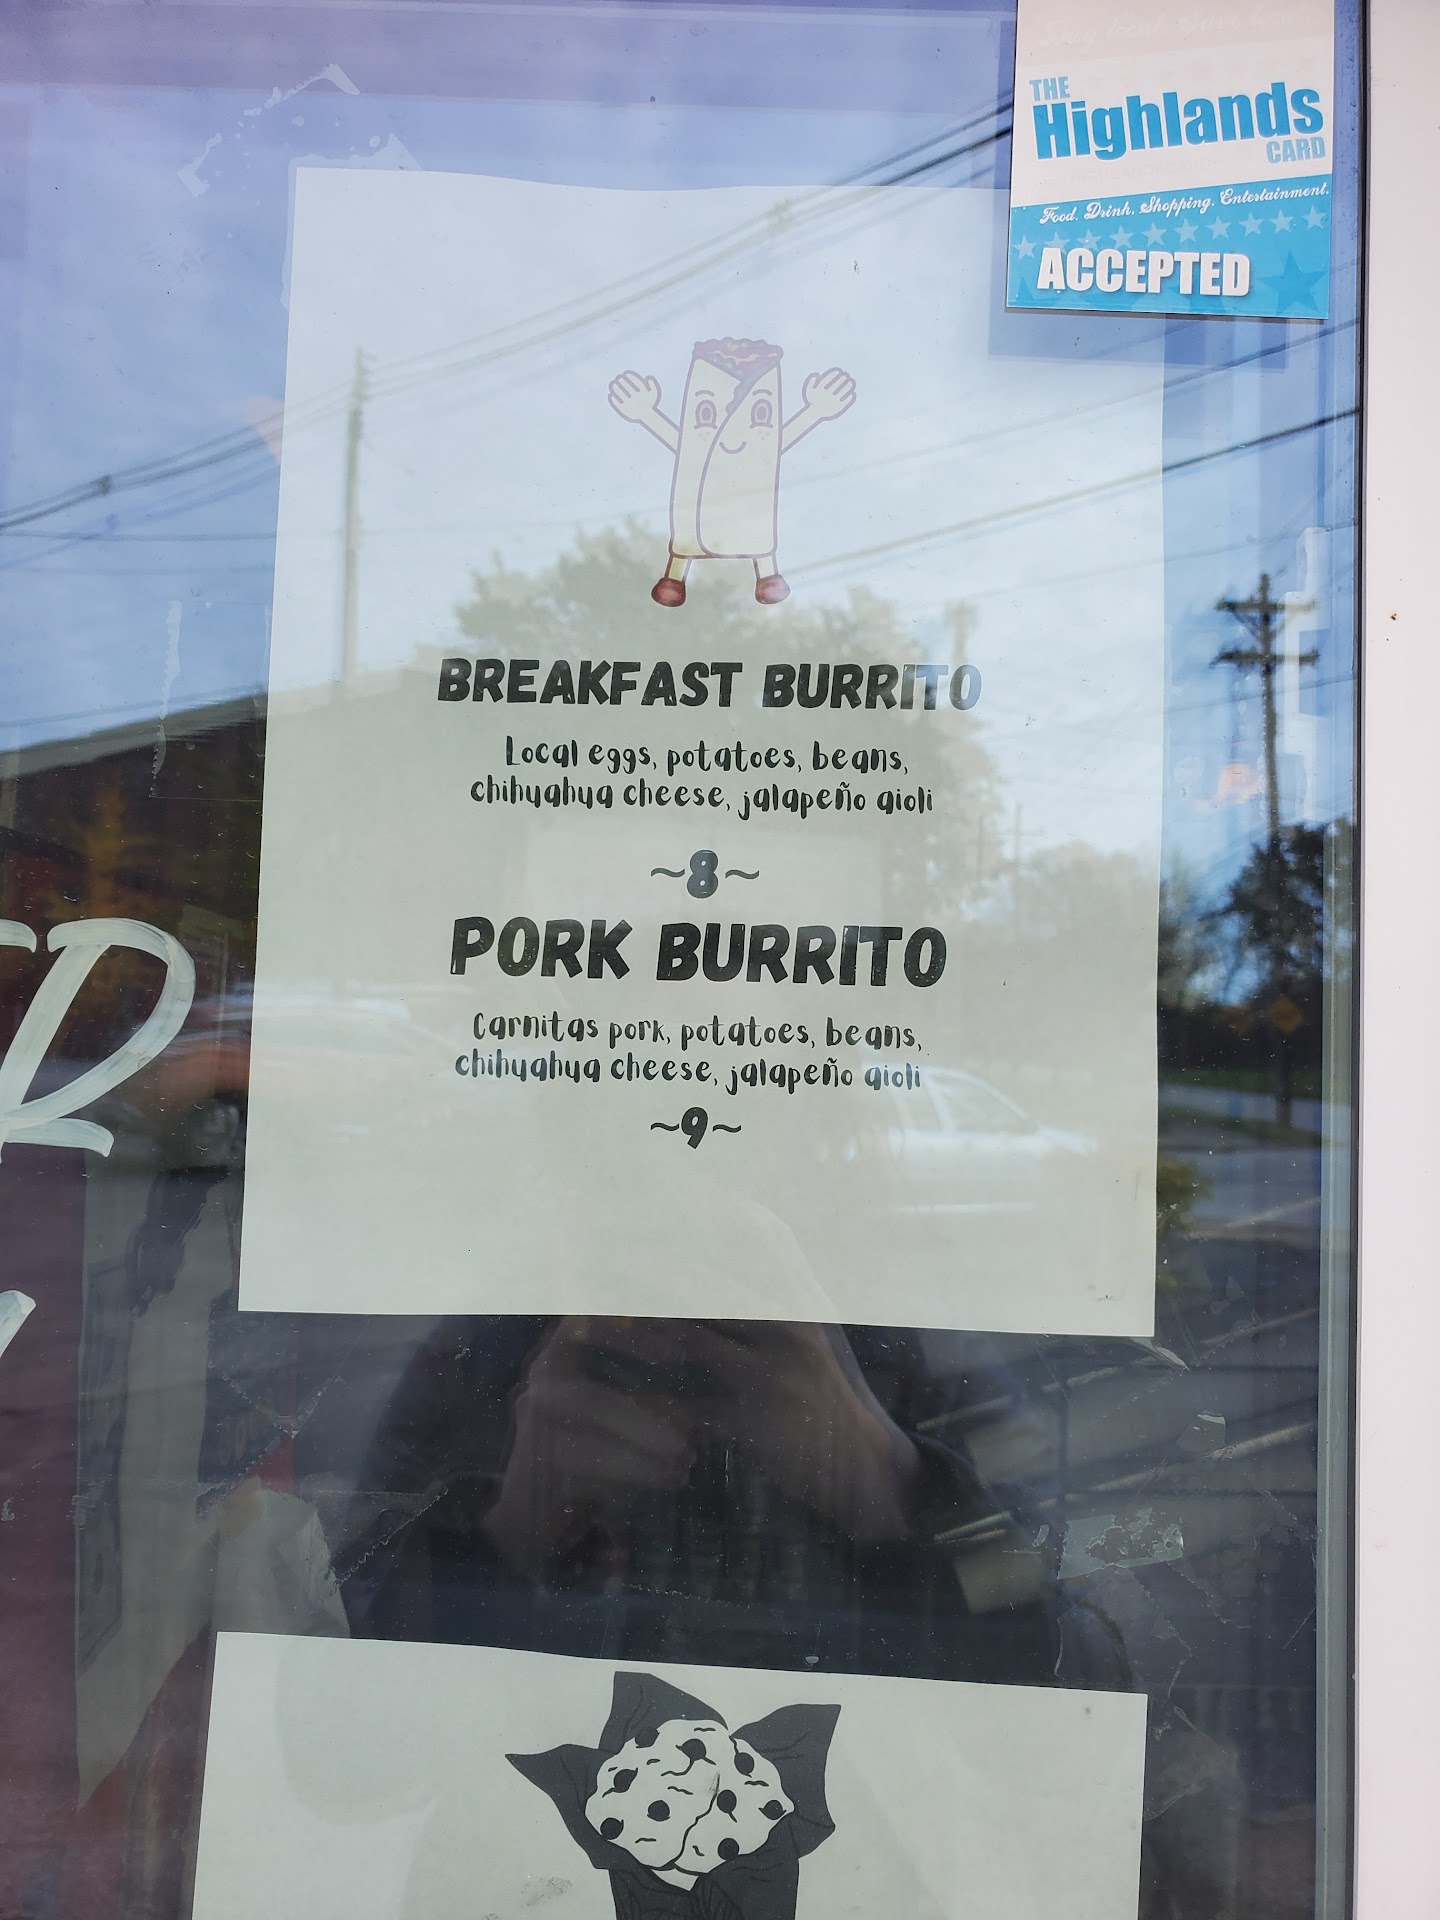 THE
Highlands
CARD
Food. Drink. Shopping. Entertainment.
ACCEPTED
BREAKFAST BURRITO
Local eggs, potatoes, beans,
chihuahua cheese, jalapeño aioli
~8~
PORK BURRITO
Carnitas pork, potatoes, beans,
chihuahua cheese, jalapeño aioli
~9~
R